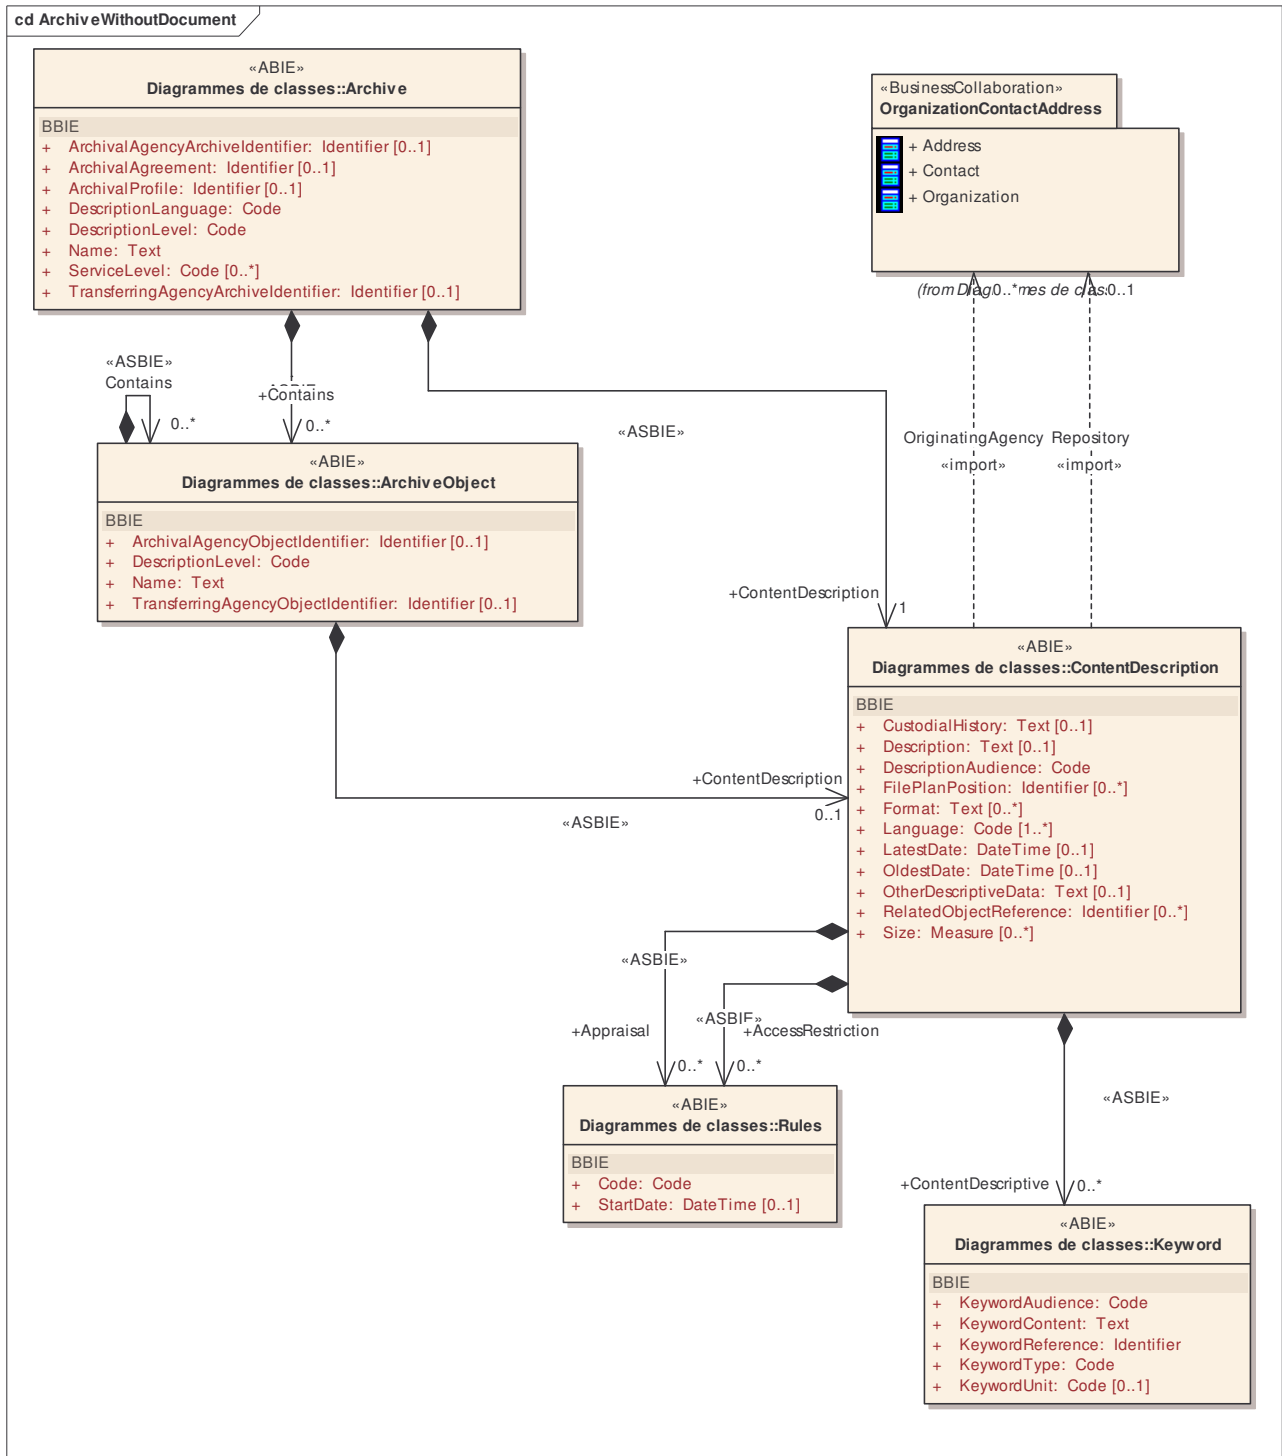 cd ArchiveWithoutDocument
«ABIE»
Diagrammes de classes::Archive
BBIE
+ ArchivalAgencyArchiveIdentifier: Identifier [0..1]
+ ArchivalAgreement: Identifier [0..1]
+ ArchivalProfile: Identifier [0..1]
+ DescriptionLanguage: Code
+ DescriptionLevel: Code
+ Name: Text
+ ServiceLevel: Code [0..*]
+ TransferringAgencyArchiveIdentifier: Identifier [0..1]
«BusinessCollaboration»
OrganizationContactAddress
+ Address
+ Contact
+ Organization
(from Diag
0..*
mes de clas
0..1
«ASBIE»
Contains
0..*
ASBIE
+Contains
0..*
«ASBIE»
OriginatingAgency
«import»
Repository
«import»
«ABIE»
Diagrammes de classes::ArchiveObject
BBIE
+ ArchivalAgencyObjectIdentifier: Identifier [0..1]
+ DescriptionLevel: Code
+ Name: Text
+ TransferringAgencyObjectIdentifier: Identifier [0..1]
+ContentDescription
1
«ABIE»
Diagrammes de classes::ContentDescription
BBIE
+ CustodialHistory: Text [0..1]
+ Description: Text [0..1]
+ DescriptionAudience: Code
+ FilePlanPosition: Identifier [0..*]
+ Format: Text [0..*]
+ Language: Code [1..*]
+ LatestDate: DateTime [0..1]
+ OldestDate: DateTime [0..1]
+ OtherDescriptiveData: Text [0..1]
+ RelatedObjectReference: Identifier [0..*]
+ Size: Measure [0..*]
+ContentDescription
0..1
«ASBIE»
«ASBIE»
+Appraisal
0..*
«ASBIE»
+AccessRestriction
0..*
«ABIE»
Diagrammes de classes::Rules
BBIE
+ Code: Code
+ StartDate: DateTime [0..1]
«ASBIE»
+ContentDescriptive
0..*
«ABIE»
Diagrammes de classes::Keyword
BBIE
+ KeywordAudience: Code
+ KeywordContent: Text
+ KeywordReference: Identifier
+ KeywordType: Code
+ KeywordUnit: Code [0..1]